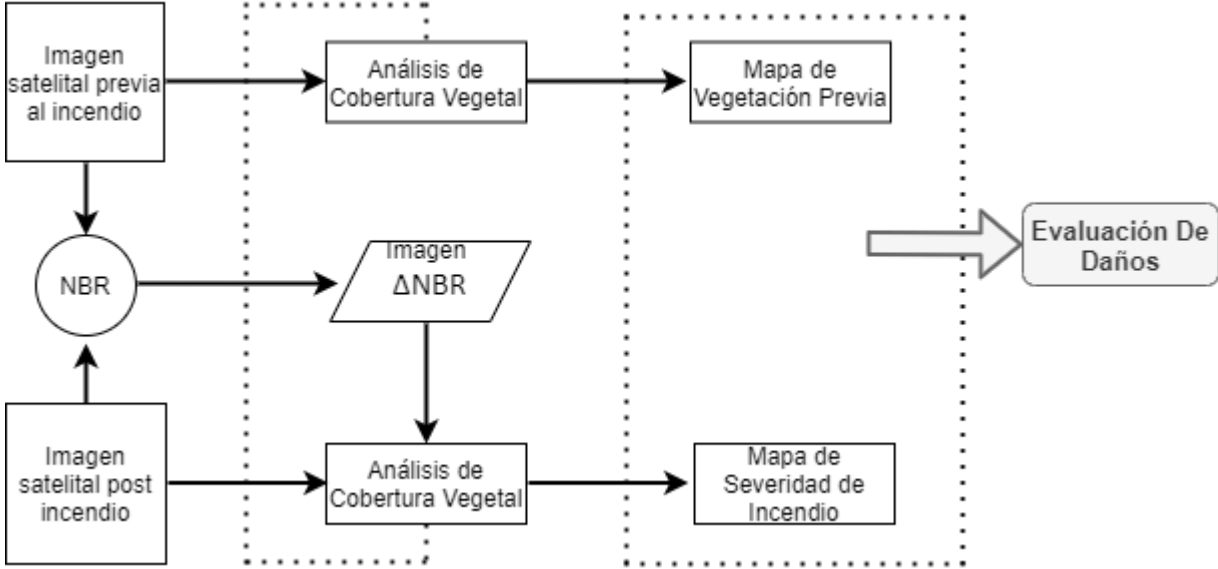 Imagen
satelital previa
al incendio
Análisis de
Cobertura Vegetal
Mapa de
Vegetación Previa
NBR
Imagen
ΔNBR
Evaluación De
Daños
Imagen
satelital post
incendio
Análisis de
Cobertura Vegetal
Mapa de
Severidad de
Incendio